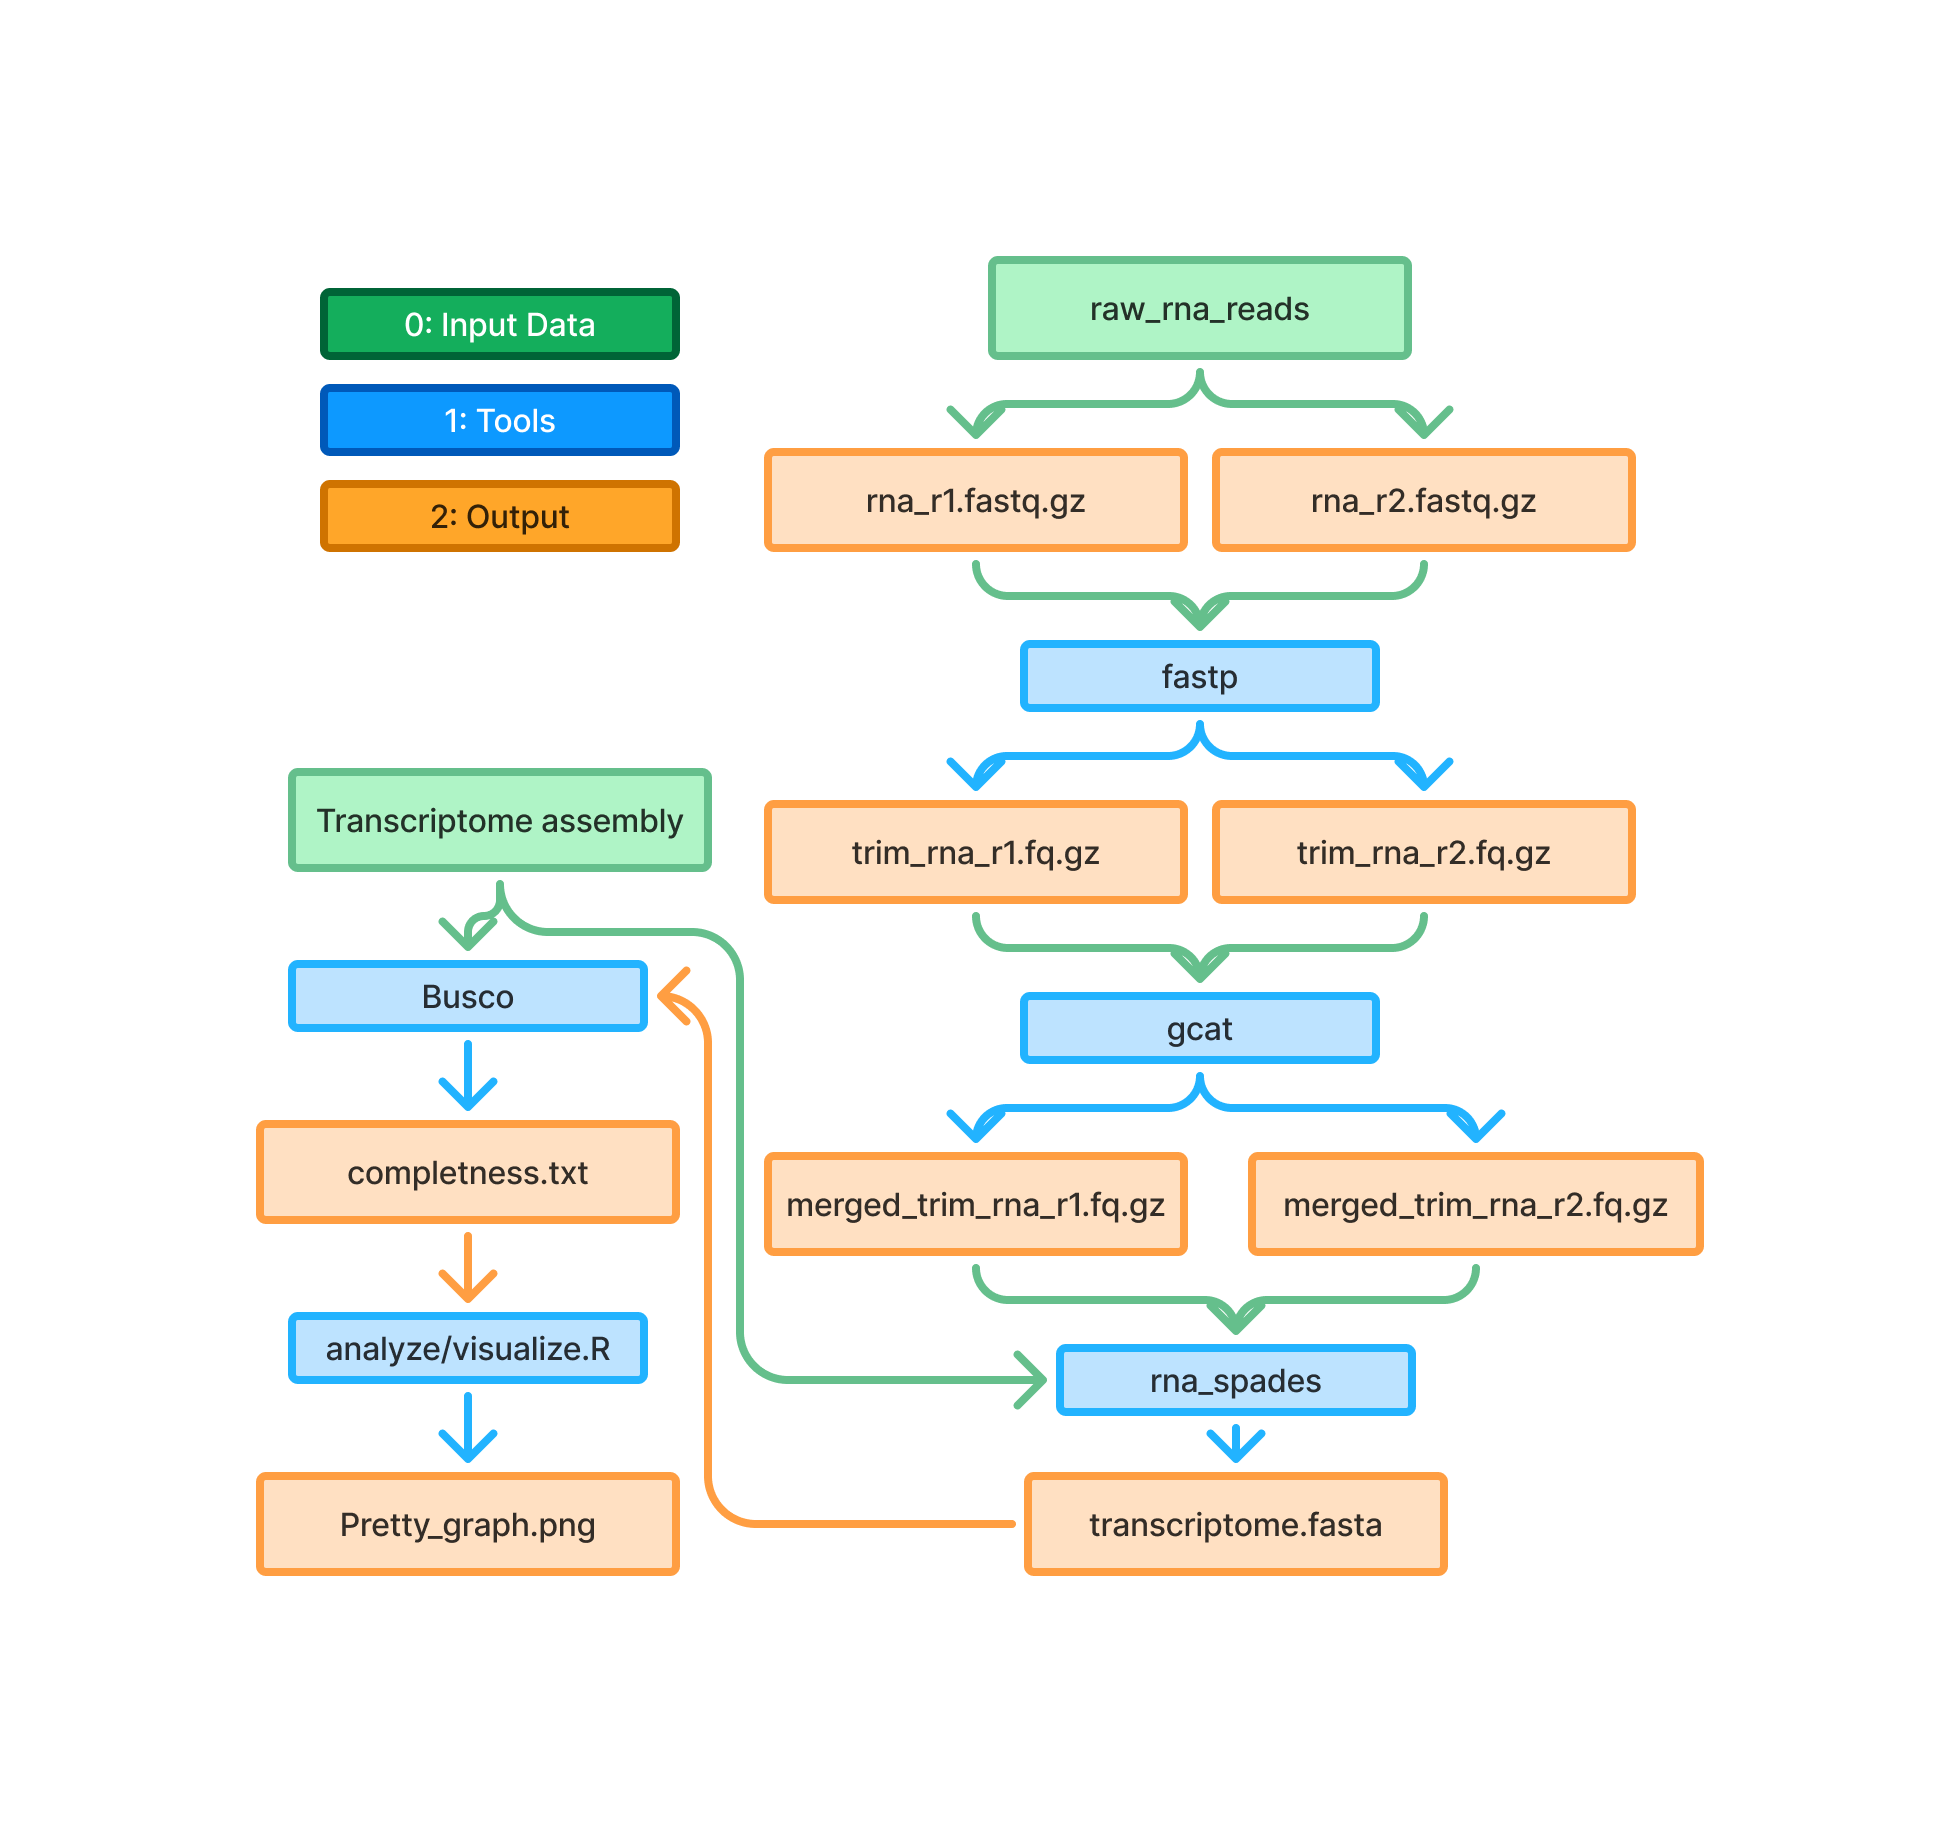 0: Input Data
1: Tools
2: Output
raw_rna_reads
rna_r1.fastq.gz
rna_r2.fastq.gz
fastp
trim_rna_r1.fq.gz
trim_rna_r2.fq.gz
gcat
merged_trim_rna_r1.fq.gz
merged_trim_rna_r2.fq.gz
rna_spades
transcriptome.fasta
Transcriptome assembly
Busco
completness.txt
analyze/visualize.R
Pretty_graph.png